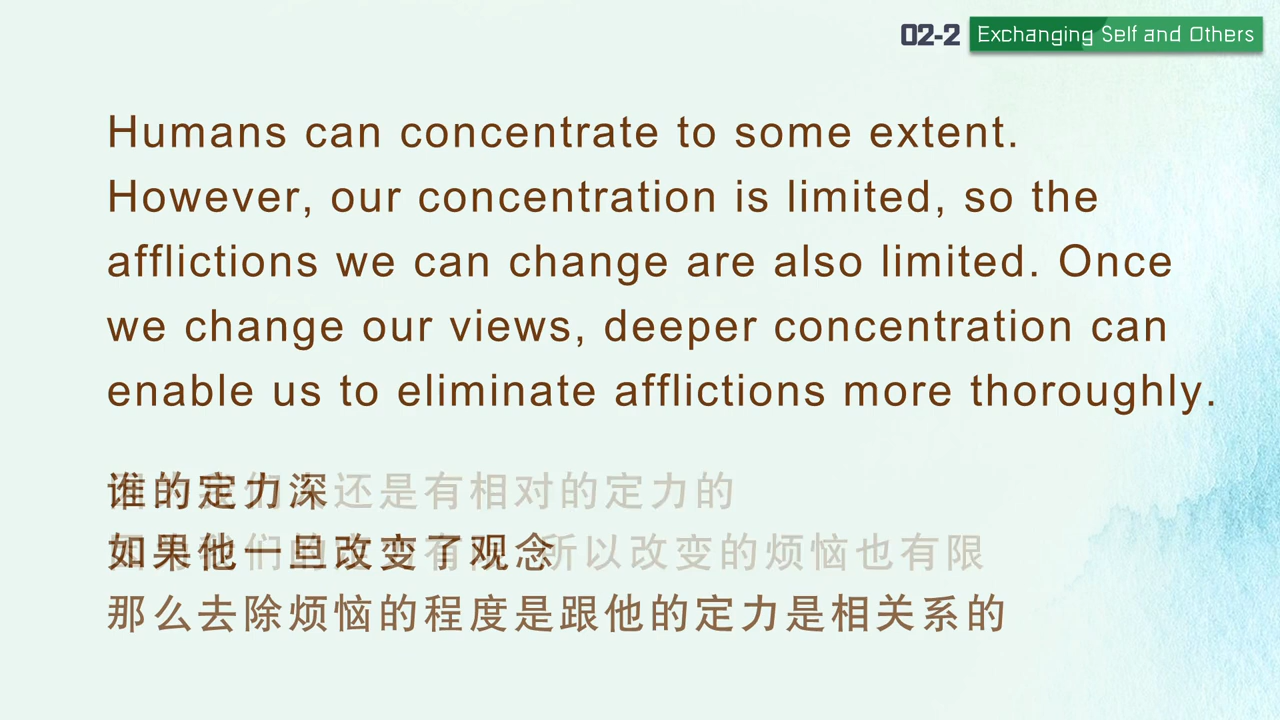 02-2 Exchanging Self and Others
Humans can concentrate to some extent.
However, our concentration is limited, so the
afflictions we can change are also limited. Once
we change our views, deeper concentration can
enable us to eliminate afflictions more thoroughly.
谁的定力深
还是有相对的定力的
如果他一旦改变了观念
所以改变的烦恼也有限
那么去除烦恼的程度是跟他的定力是相关系的